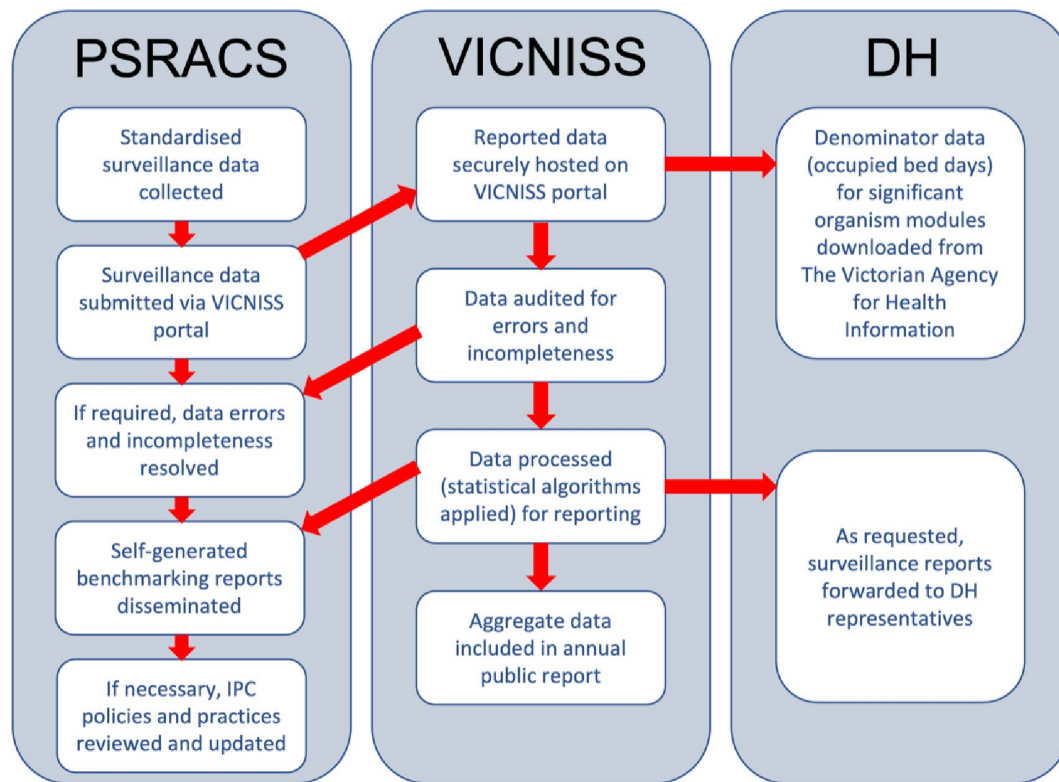 PSRACS
Standardised
surveillance data
collected
Surveillance data
submitted via VICNISS
portal
If required, data errors
and incompleteness
resolved
Self-generated
benchmarking reports
disseminated
If necessary, IPC
policies and practices
reviewed and updated
VICNISS
Reported data
securely hosted on
VICNISS portal
Data audited for
errors and
incompleteness
Data processed
(statistical algorithms
applied) for reporting
Aggregate data
included in annual
public report
DH
Denominator data
(occupied bed days)
for significant
organism modules
downloaded from
The Victorian Agency
for Health
Information
As requested,
surveillance reports
forwarded to DH
representatives